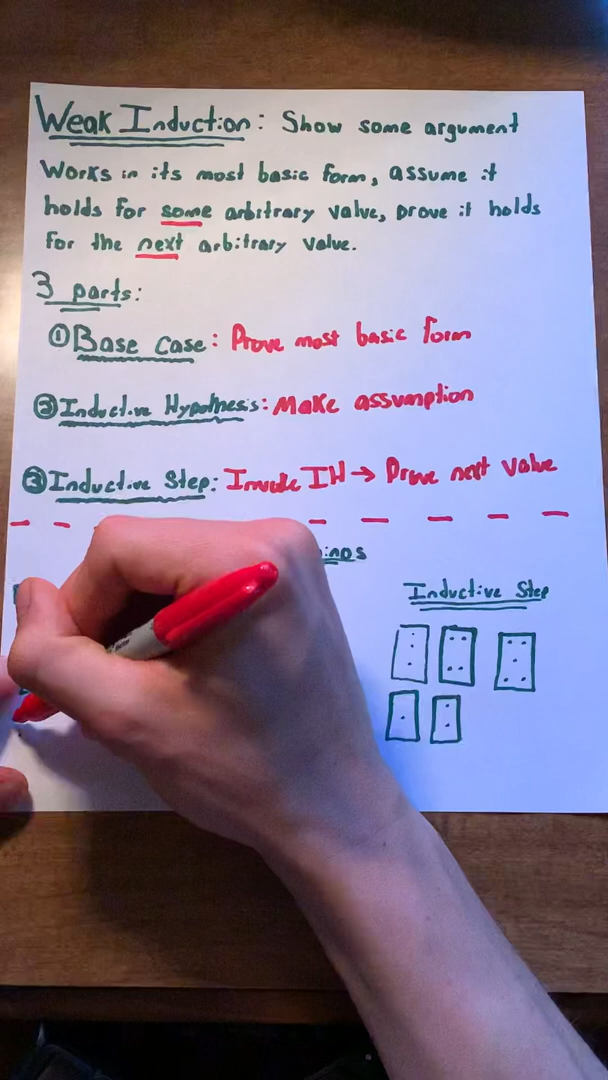 Weak Induction: Show some argument
Works in its most basic form, assume it
holds for some arbitrary value, prove it holds
for the next arbitrary value.
3 parts:
①Base Case: Prove most basic form
②Inductive Hypothesis: Make assumption
③Inductive Step: Invoke IH → Prove next value
Inductive Step